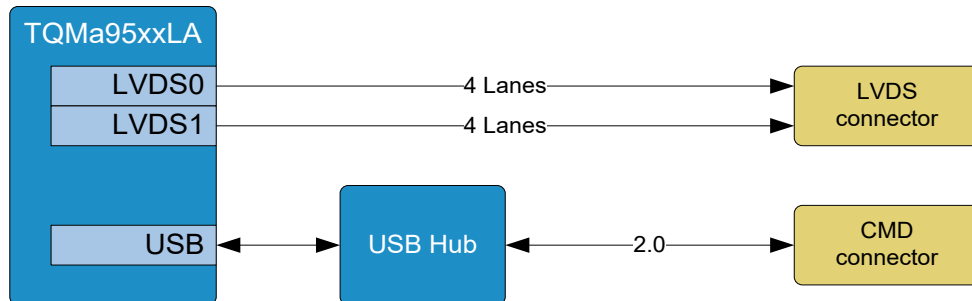 TQMa95xxLA
LVDS0
4 Lanes
LVDS1
4 Lanes
LVDS
connector
USB
USB Hub
2.0
CMD
connector